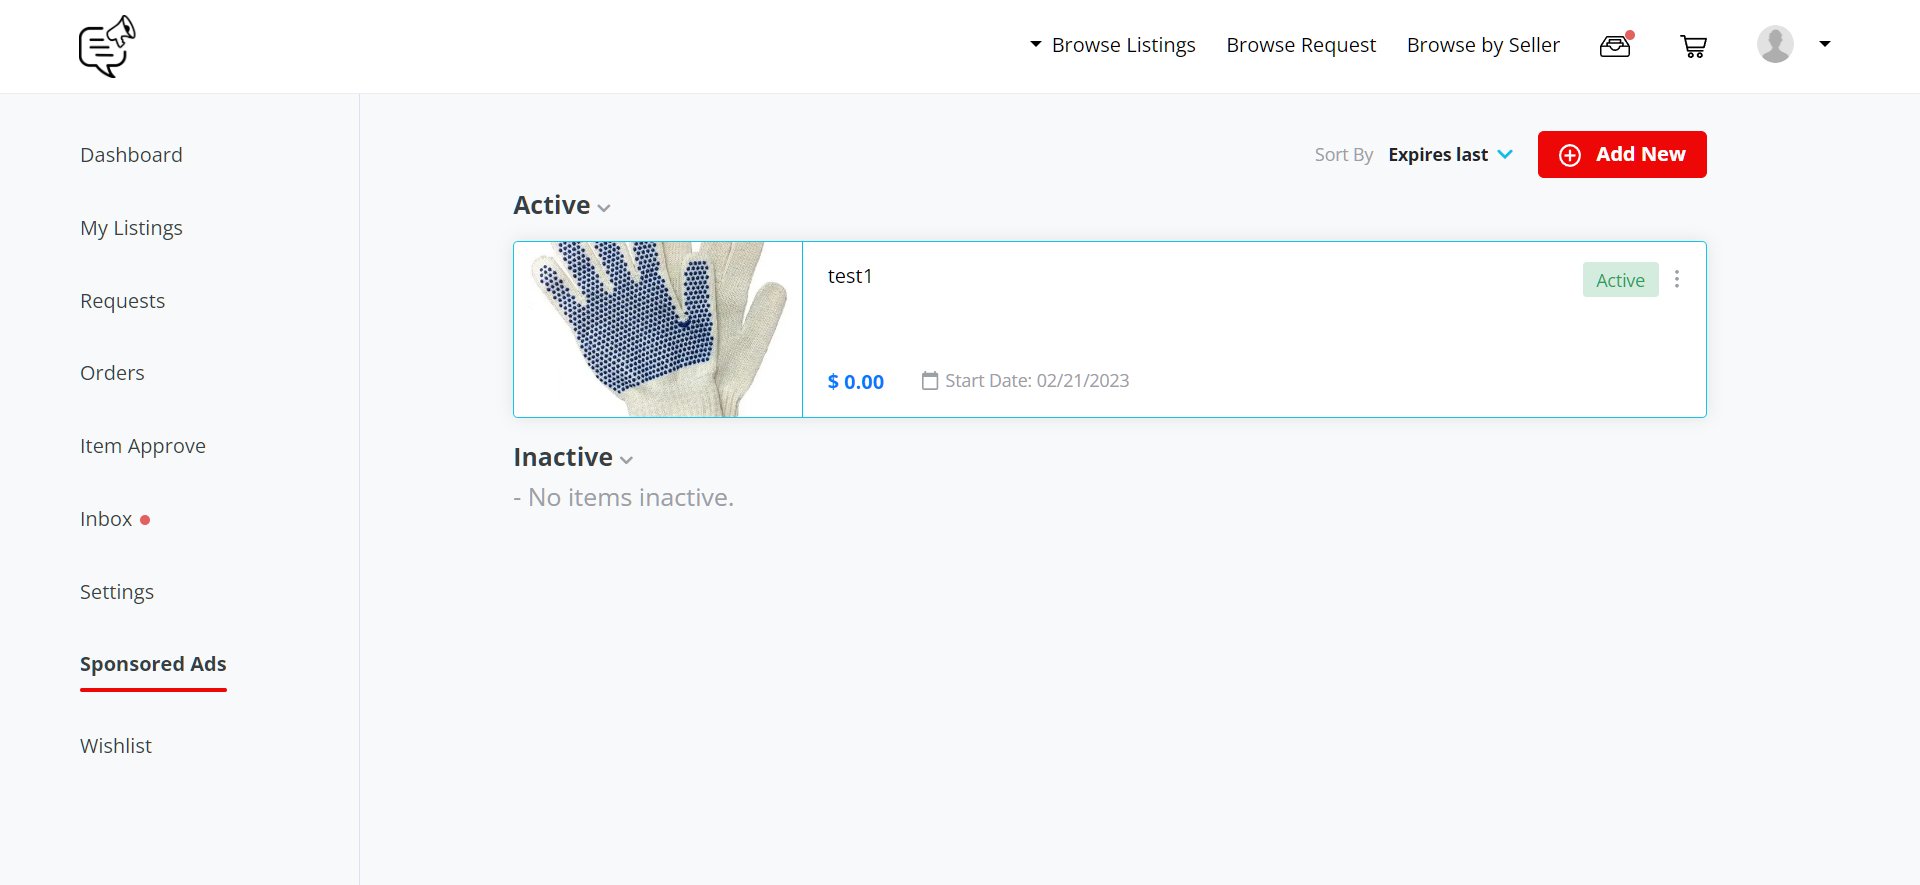 Browse Listings
Browse Request
Browse by Seller
Dashboard
My Listings
Requests
Orders
Item Approve
Inbox
Settings
Sponsored Ads
Wishlist
Sort By Expires last
Add New
Active
test1
Active
$ 0.00
Start Date: 02/21/2023
Inactive
- No items inactive.